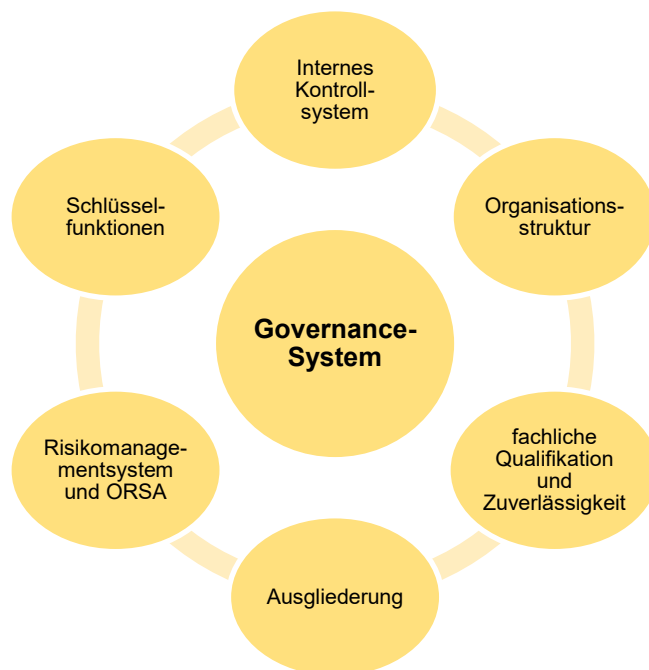 Internes
Kontroll-
system
Schlüssel-
funktionen
Organisations-
struktur
Governance-
System
Risikomanage-
mentsystem
und ORSA
fachliche
Qualifikation
und
Zuverlässigkeit
Ausgliederung